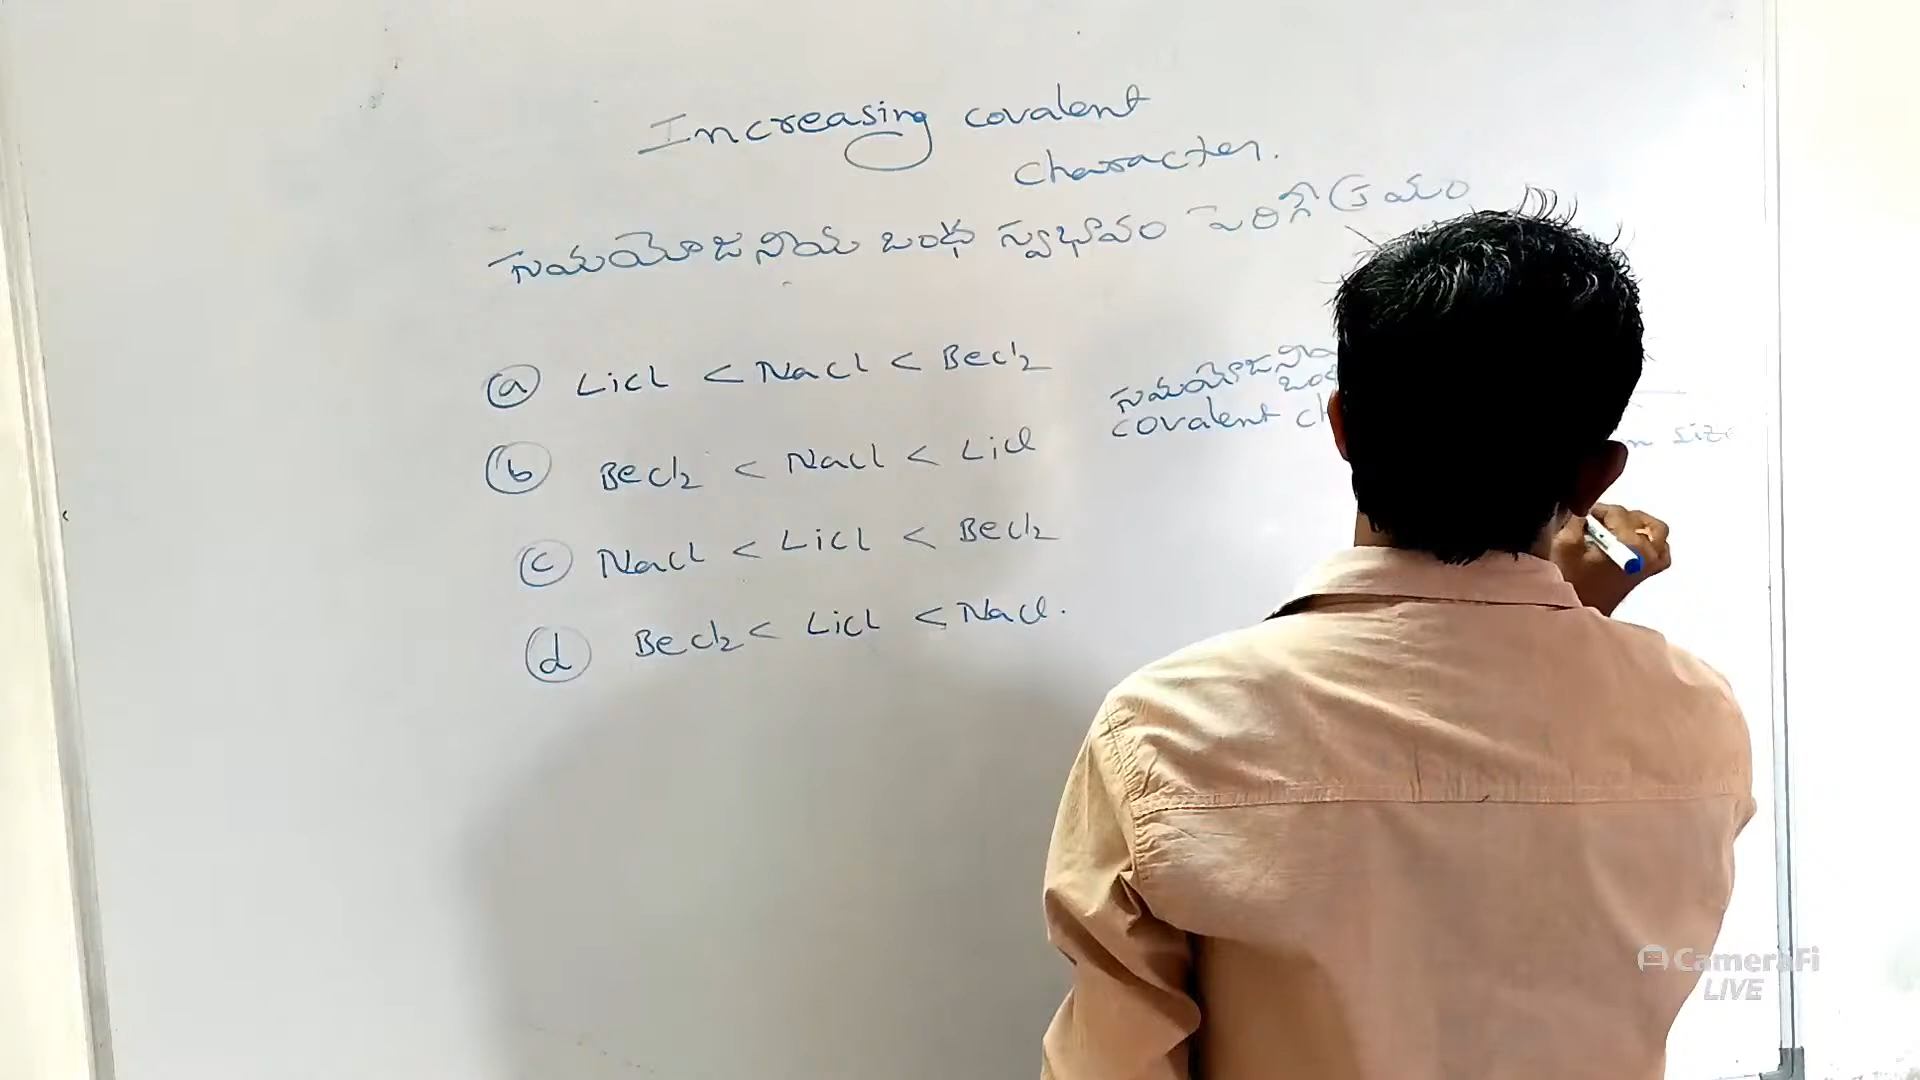 Increasing covalent
character.
సమయోజనీయ బంధ స్వభావం పెరిగే క్రమం
(a) LiCl < NaCl < BeCl2
(b) BeCl2 < NaCl < LiCl
(c) NaCl < LiCl < BeCl2
(d) BeCl2 < LiCl < NaCl.
covalent
size
CameraFi
LIVE